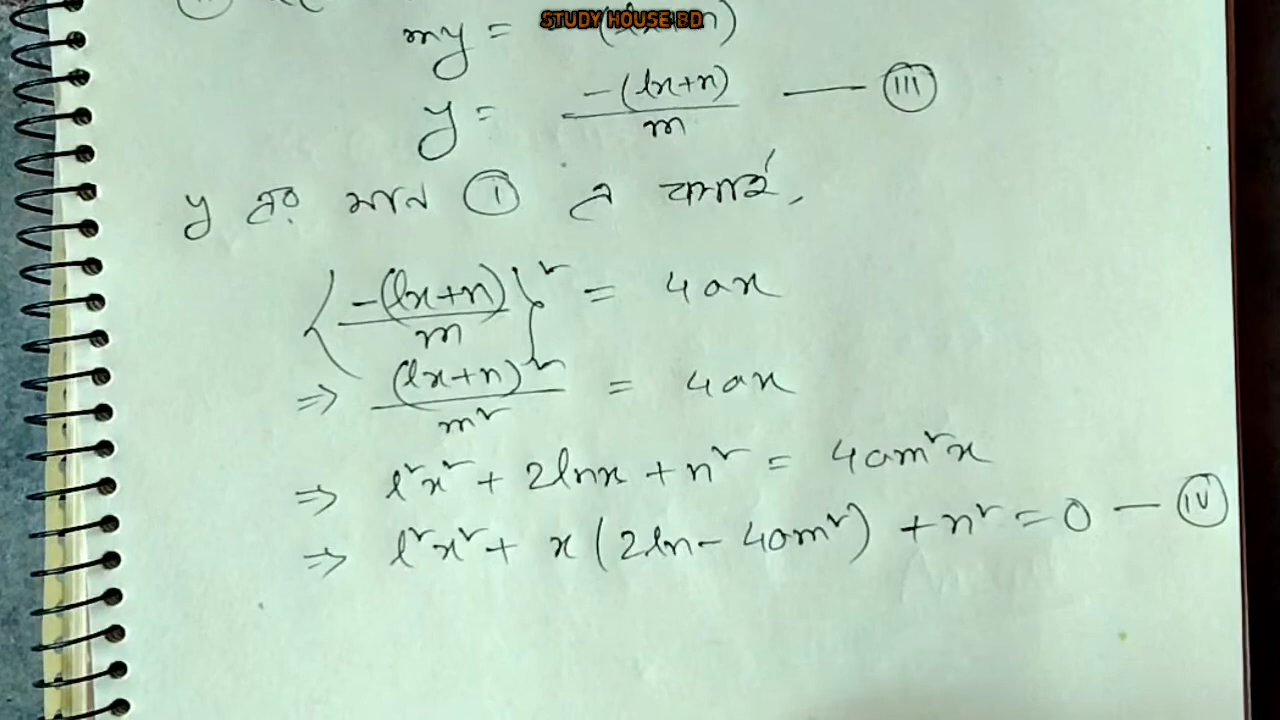 STUDY HOUSE BD
my =
y = -(lx+n)/m — (III)
y এর মান (I) এ বসাই,
{-(lx+n)/m}² = 4ax
⇒ (lx+n)²/m² = 4ax
⇒ l²x² + 2lnx + n² = 4am²x
⇒ l²x² + x(2ln - 4am²) + n² = 0 — (IV)